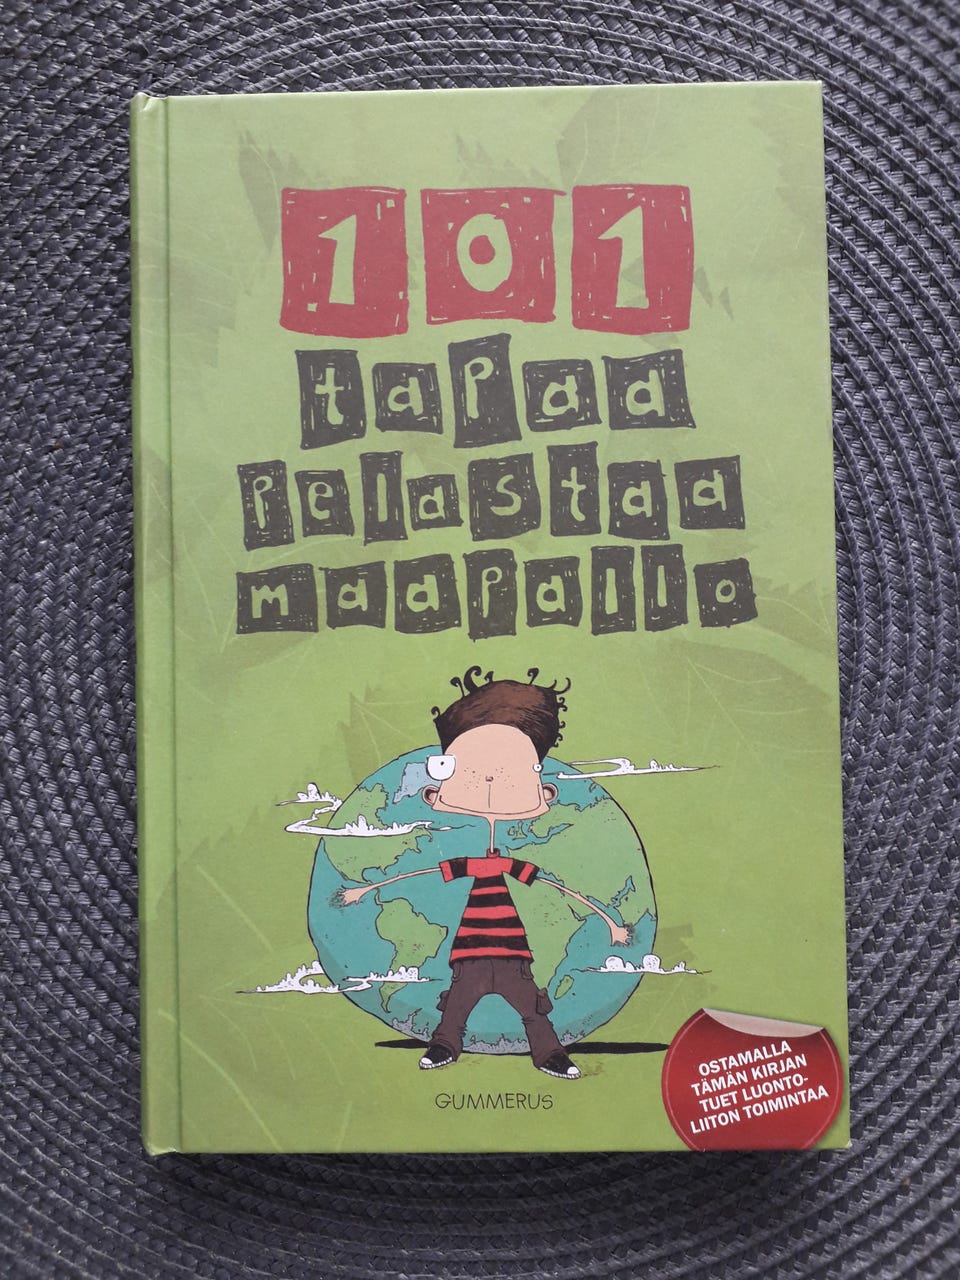 101
tapaa
pelastaa
maapallo
GUMMERUS
OSTAMALLA
TÄMÄN KIRJAN
TUET LUONTO-
LIITON TOIMINTAA